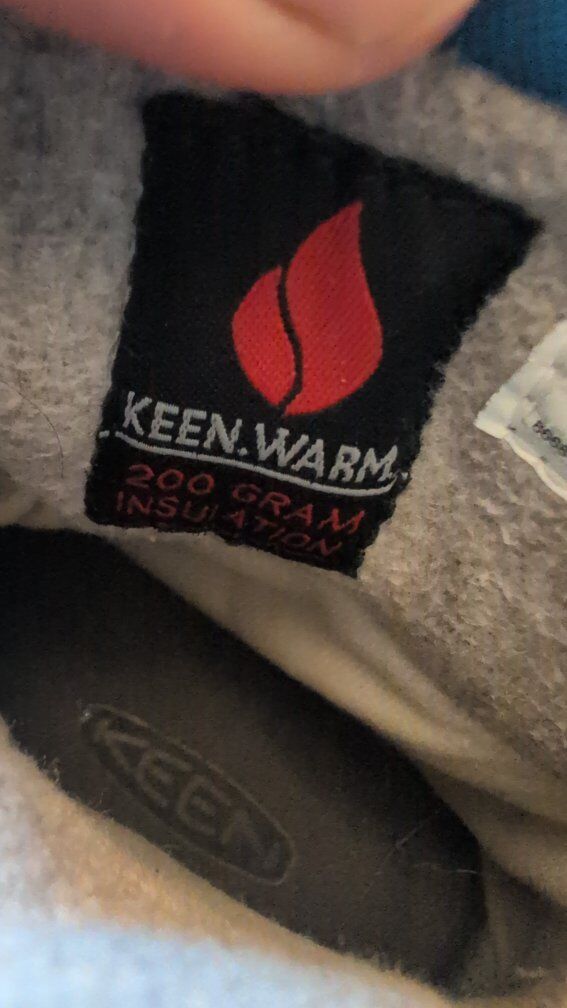 KEEN.WARM.
200 GRAM
INSULATION
KEEN